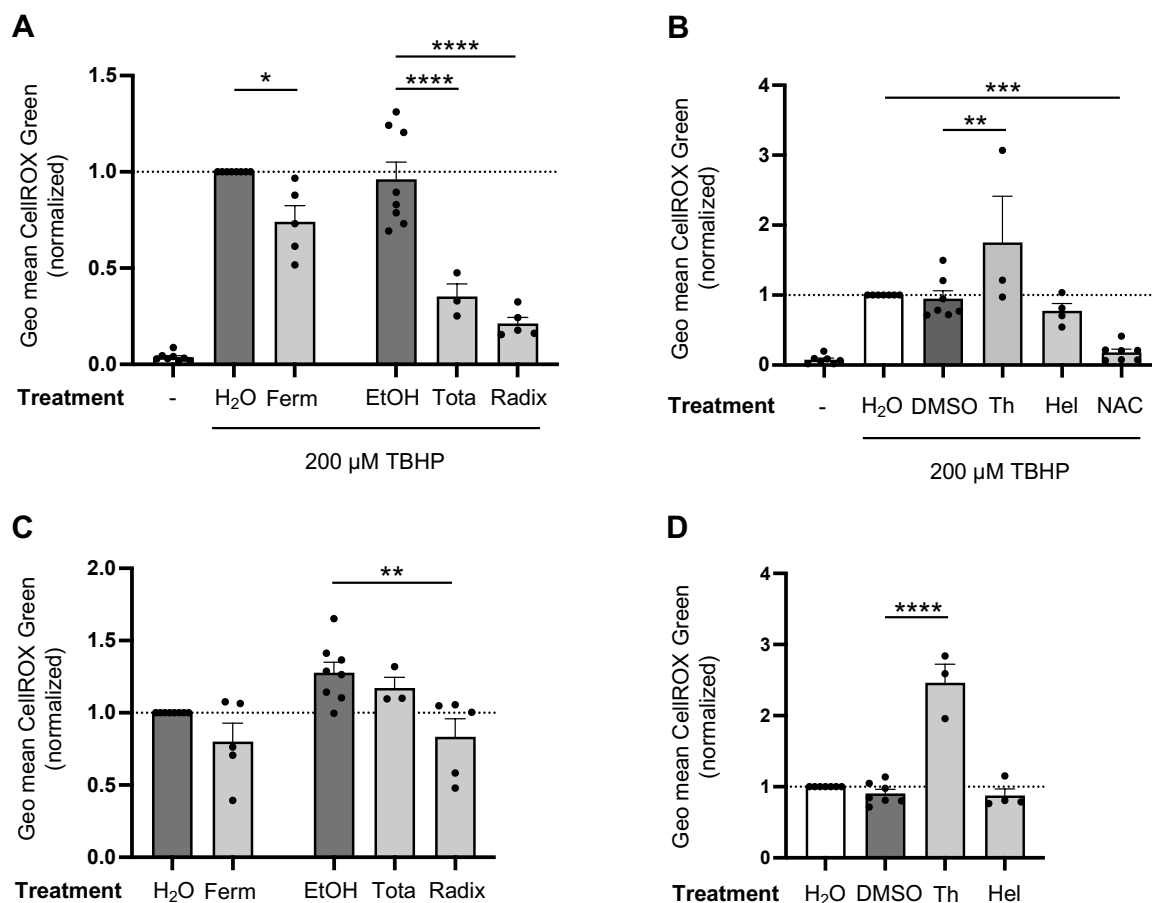 A
Geo mean CellROX Green
(normalized)
1.5
1.0
0.5
0.0
*
****
****
Treatment - H₂O Ferm EtOH Tota Radix
200 µM TBHP
B
Geo mean CellROX Green
(normalized)
4
3
2
1
0
***
**
Treatment - H₂O DMSO Th Hel NAC
200 µM TBHP
C
Geo mean CellROX Green
(normalized)
2.0
1.5
1.0
0.5
0.0
**
Treatment H₂O Ferm EtOH Tota Radix
D
Geo mean CellROX Green
(normalized)
4
3
2
1
0
****
Treatment H₂O DMSO Th Hel